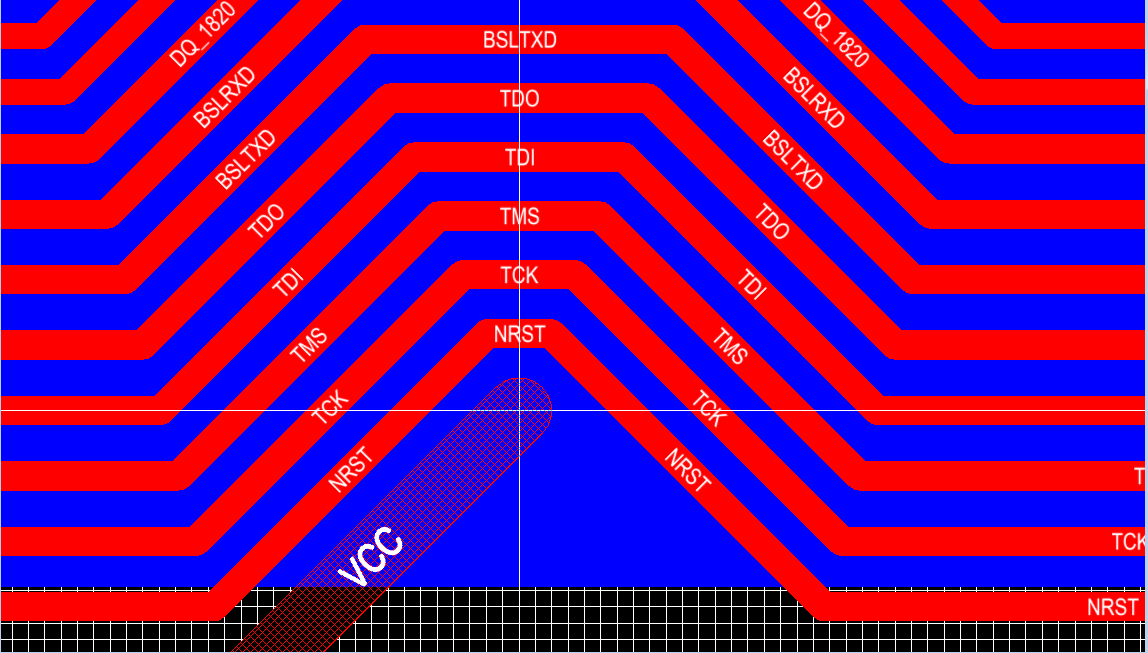 DQ_1820
DQ_1820
BSLTXD
BSLRXD
BSLRXD
TDO
BSLTXD
BSLTXD
TDI
TDO
TDO
TMS
TDI
TDI
TCK
TMS
TMS
NRST
TCK
TCK
NRST
NRST
T
VCC
TCK
NRST